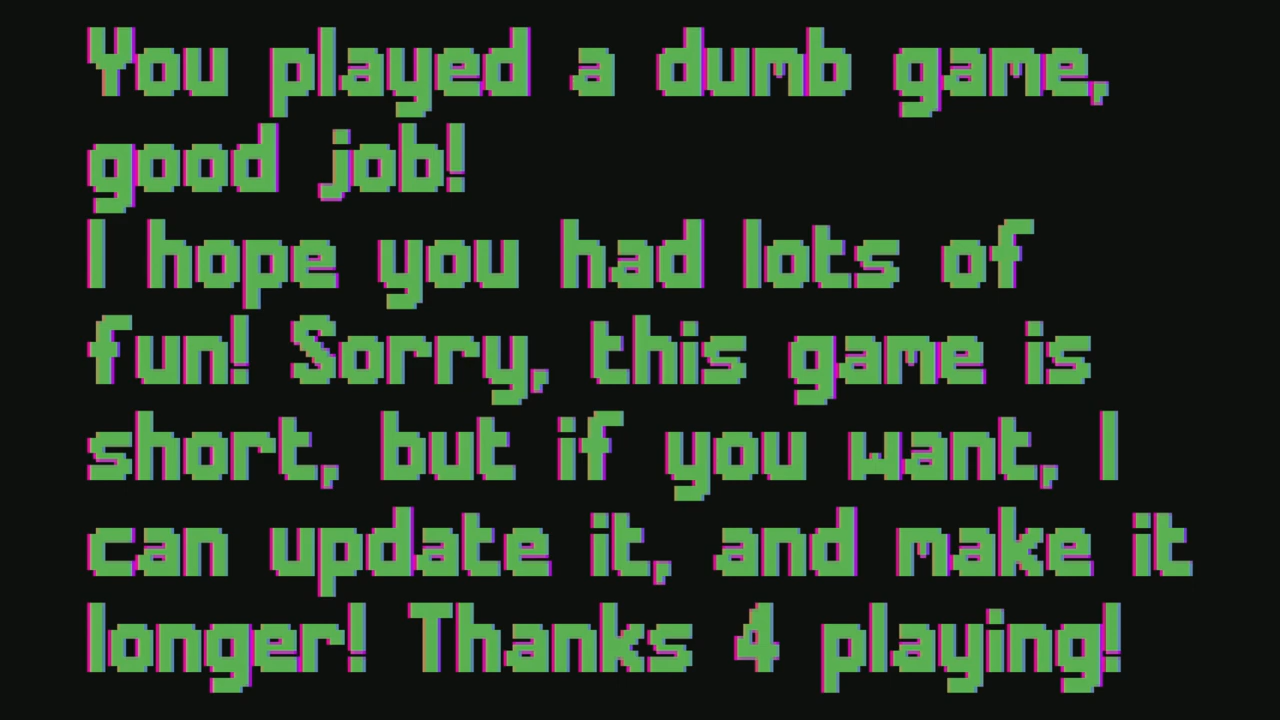 You played a dumb game,
good job!
I hope you had lots of
fun! Sorry, this game is
short, but if you want, I
can update it, and make it
longer! Thanks 4 playing!